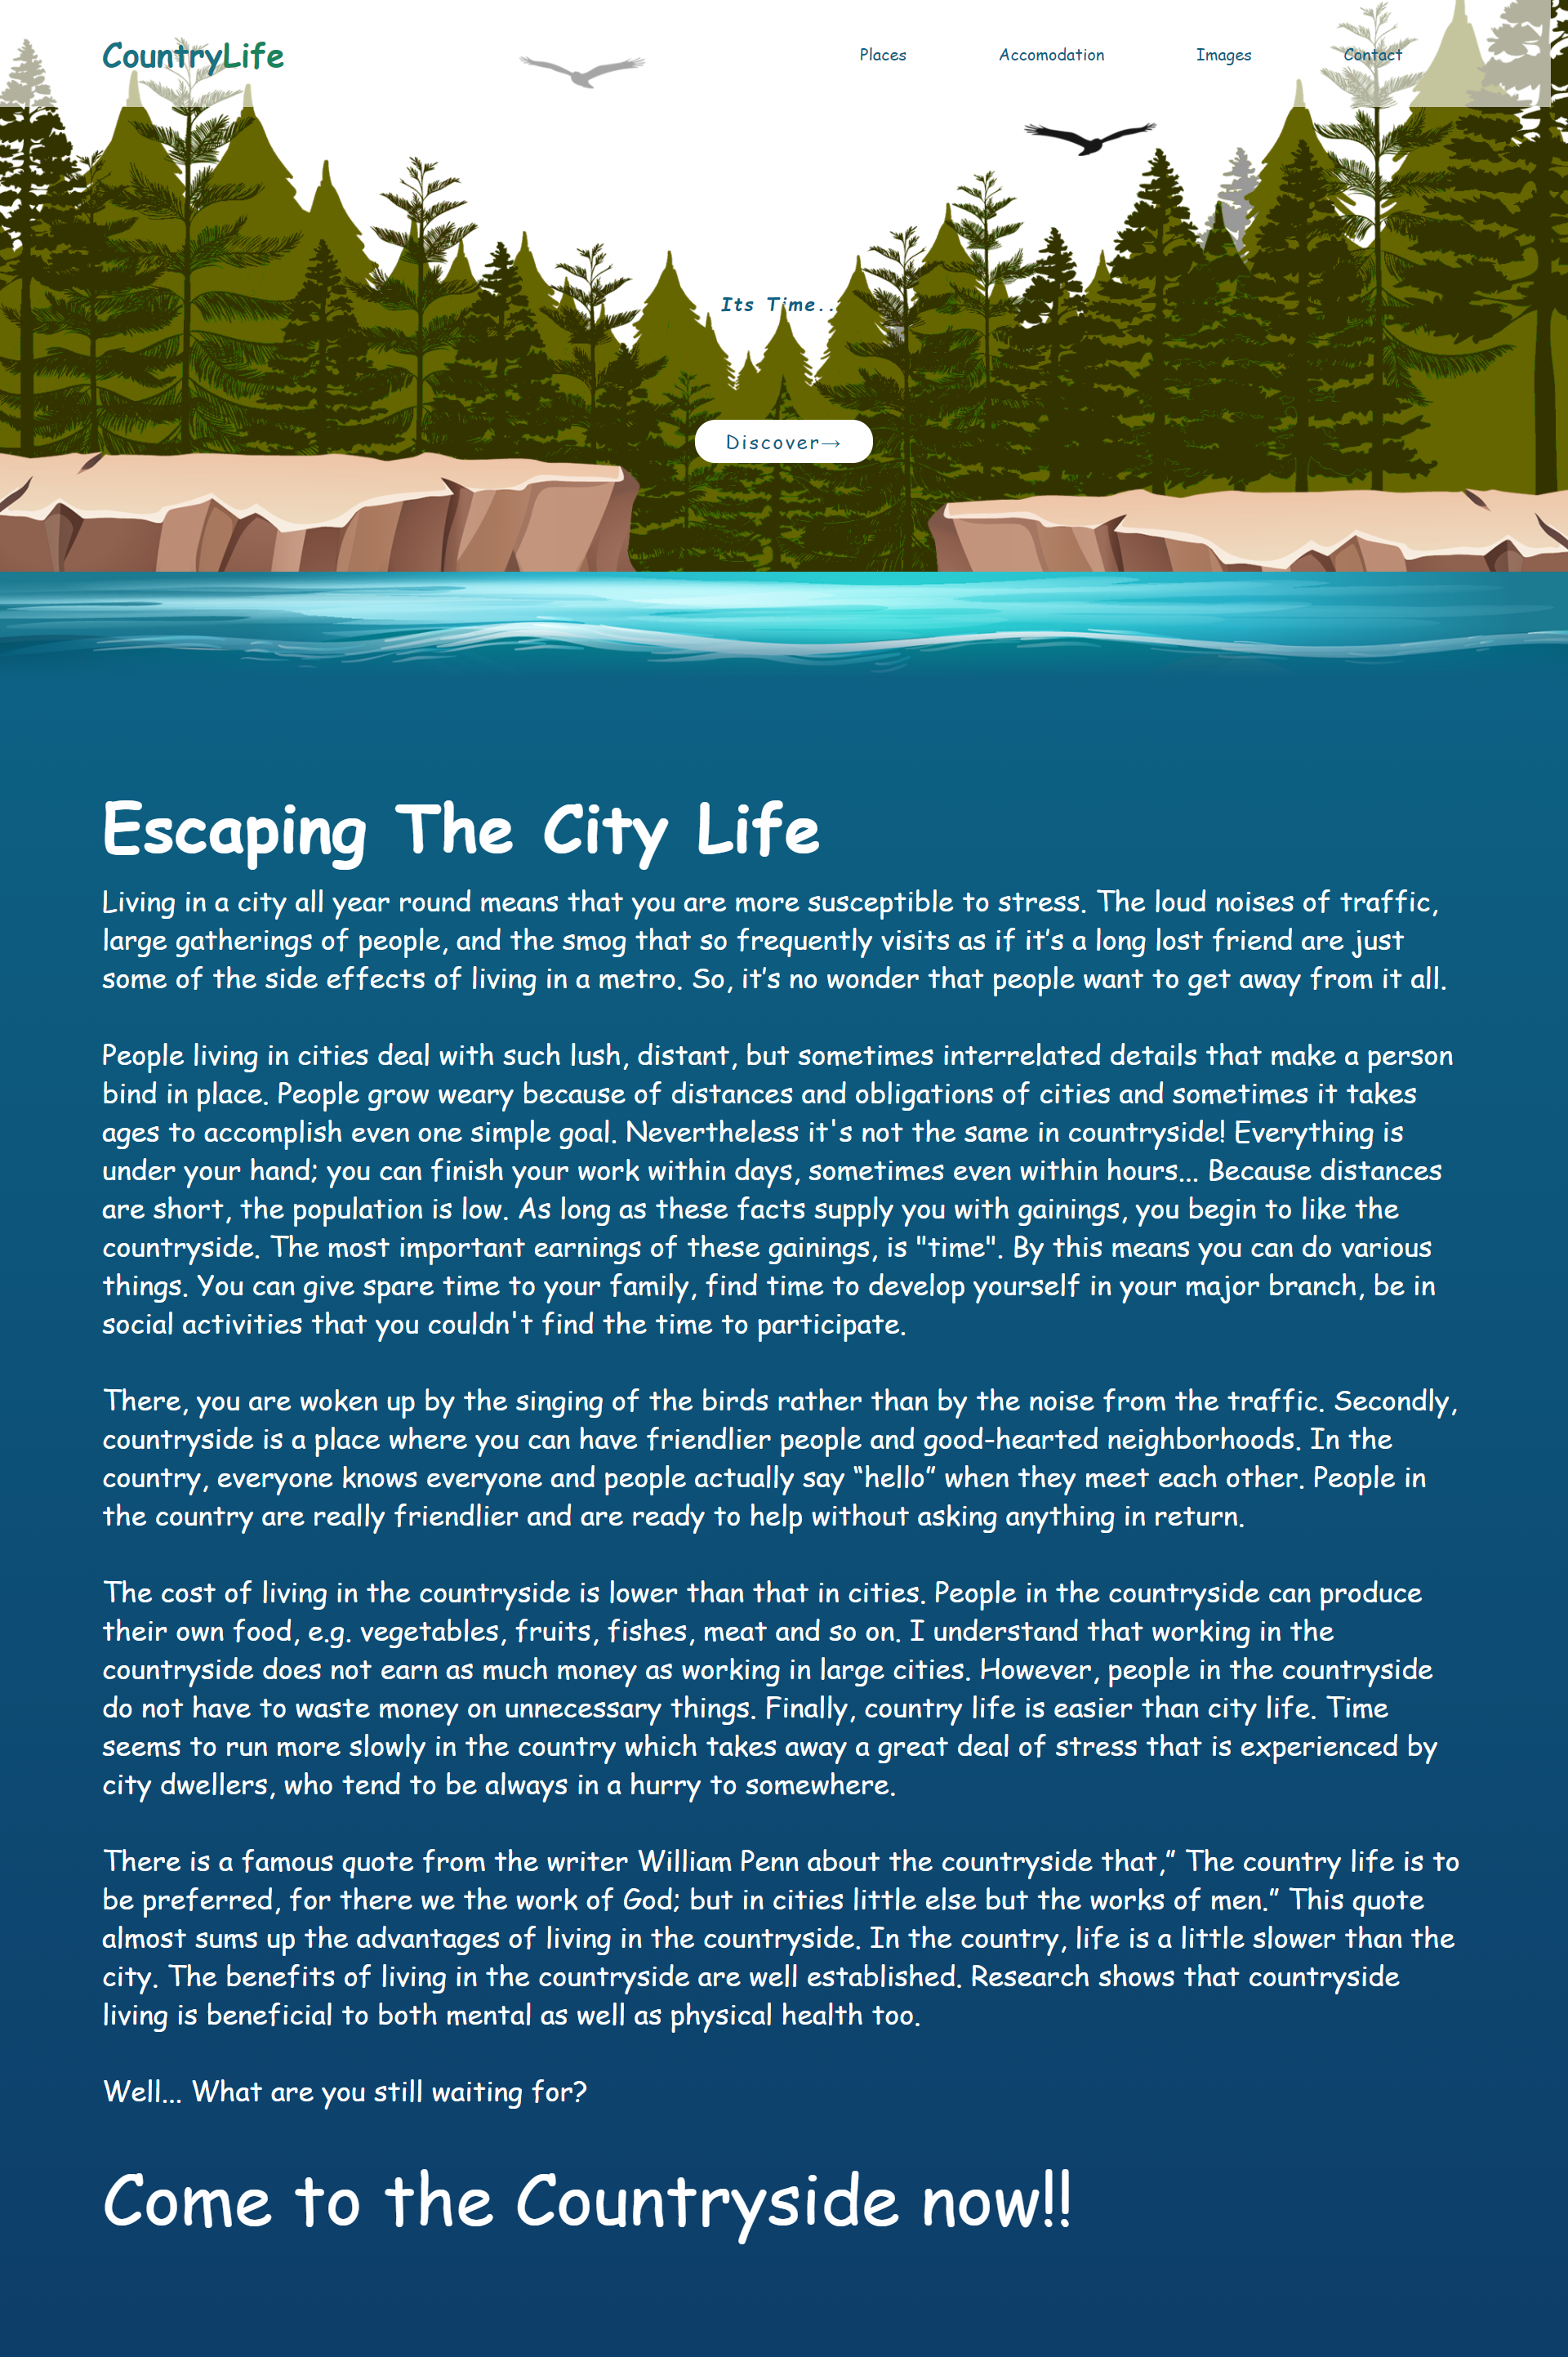 CountryLife
Places
Accomodation
Images
Contact
Its Time..
Discover→
Escaping The City Life
Living in a city all year round means that you are more susceptible to stress. The loud noises of traffic,
large gatherings of people, and the smog that so frequently visits as if it’s a long lost friend are just
some of the side effects of living in a metro. So, it’s no wonder that people want to get away from it all.
People living in cities deal with such lush, distant, but sometimes interrelated details that make a person
bind in place. People grow weary because of distances and obligations of cities and sometimes it takes
ages to accomplish even one simple goal. Nevertheless it's not the same in countryside! Everything is
under your hand; you can finish your work within days, sometimes even within hours... Because distances
are short, the population is low. As long as these facts supply you with gainings, you begin to like the
countryside. The most important earnings of these gainings, is "time". By this means you can do various
things. You can give spare time to your family, find time to develop yourself in your major branch, be in
social activities that you couldn't find the time to participate.
There, you are woken up by the singing of the birds rather than by the noise from the traffic. Secondly,
countryside is a place where you can have friendlier people and good-hearted neighborhoods. In the
country, everyone knows everyone and people actually say “hello” when they meet each other. People in
the country are really friendlier and are ready to help without asking anything in return.
The cost of living in the countryside is lower than that in cities. People in the countryside can produce
their own food, e.g. vegetables, fruits, fishes, meat and so on. I understand that working in the
countryside does not earn as much money as working in large cities. However, people in the countryside
do not have to waste money on unnecessary things. Finally, country life is easier than city life. Time
seems to run more slowly in the country which takes away a great deal of stress that is experienced by
city dwellers, who tend to be always in a hurry to somewhere.
There is a famous quote from the writer William Penn about the countryside that,” The country life is to
be preferred, for there we the work of God; but in cities little else but the works of men.” This quote
almost sums up the advantages of living in the countryside. In the country, life is a little slower than the
city. The benefits of living in the countryside are well established. Research shows that countryside
living is beneficial to both mental as well as physical health too.
Well... What are you still waiting for?
Come to the Countryside now!!